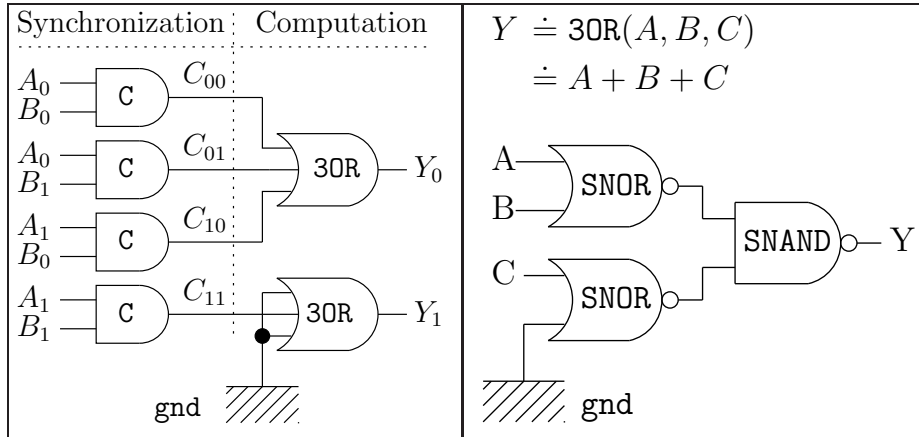 Synchronization Computation
A₀
B₀
C
C₀₀
A₀
B₁
C
C₀₁
A₁
B₀
C
C₁₀
A₁
B₁
C
C₁₁
3OR
Y₀
3OR
Y₁
gnd
Y ≐ 3OR(A, B, C)
≐ A + B + C
A
B
SNOR
C
SNOR
SNAND
Y
gnd